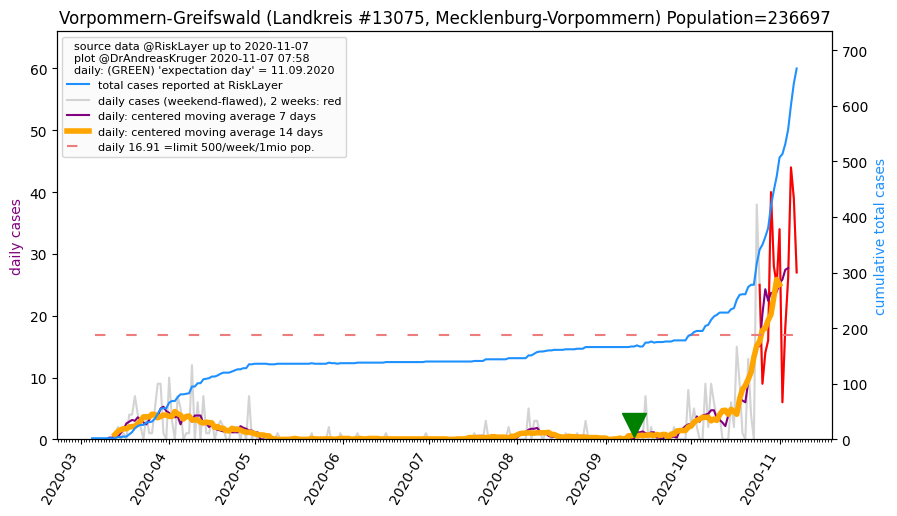 Vorpommern-Greifswald (Landkreis #13075, Mecklenburg-Vorpommern) Population=236697
source data @RiskLayer up to 2020-11-07
plot @DrAndreasKruger 2020-11-07 07:58
daily: (GREEN) 'expectation day' = 11.09.2020
total cases reported at RiskLayer
daily cases (weekend-flawed), 2 weeks: red
daily: centered moving average 7 days
daily: centered moving average 14 days
daily 16.91 =limit 500/week/1mio pop.
daily cases
60
50
40
30
20
10
0
700
600
500
400
300
200
100
0
cumulative total cases
2020-03
2020-04
2020-05
2020-06
2020-07
2020-08
2020-09
2020-10
2020-11